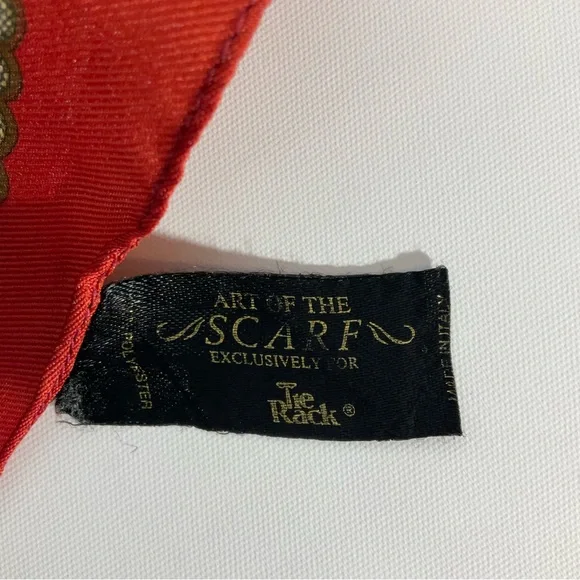 ART OF THE
SCARF
EXCLUSIVELY FOR
Tie
Rack®
POLYESTER
MADE IN ITALY